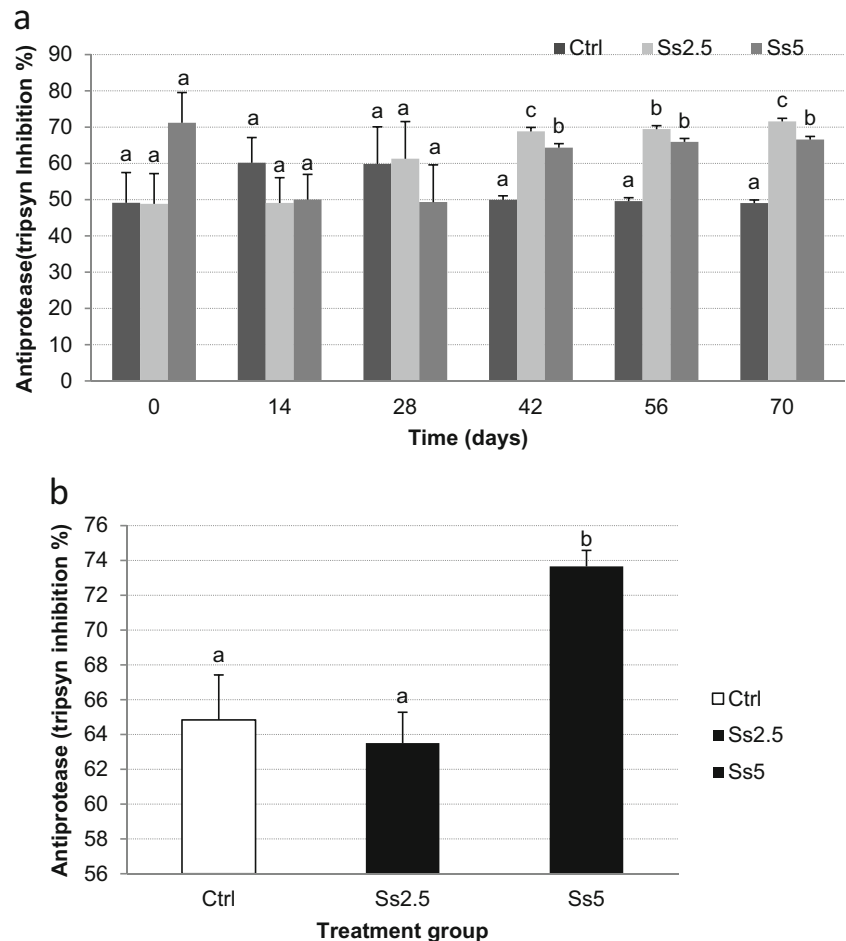 a
Ctrl Ss2.5 Ss5
Antiprotease(tripsyn Inhibition %)
90
80
70
60
50
40
30
20
10
0
a a a
a a a
a a a
a c b
a b b
a c b
0 14 28 42 56 70
Time (days)
b
Antiprotease (tripsyn inhibition %)
76
74
72
70
68
66
64
62
60
58
56
a a b
Ctrl
Ss2.5
Ss5
Ctrl Ss2.5 Ss5
Treatment group